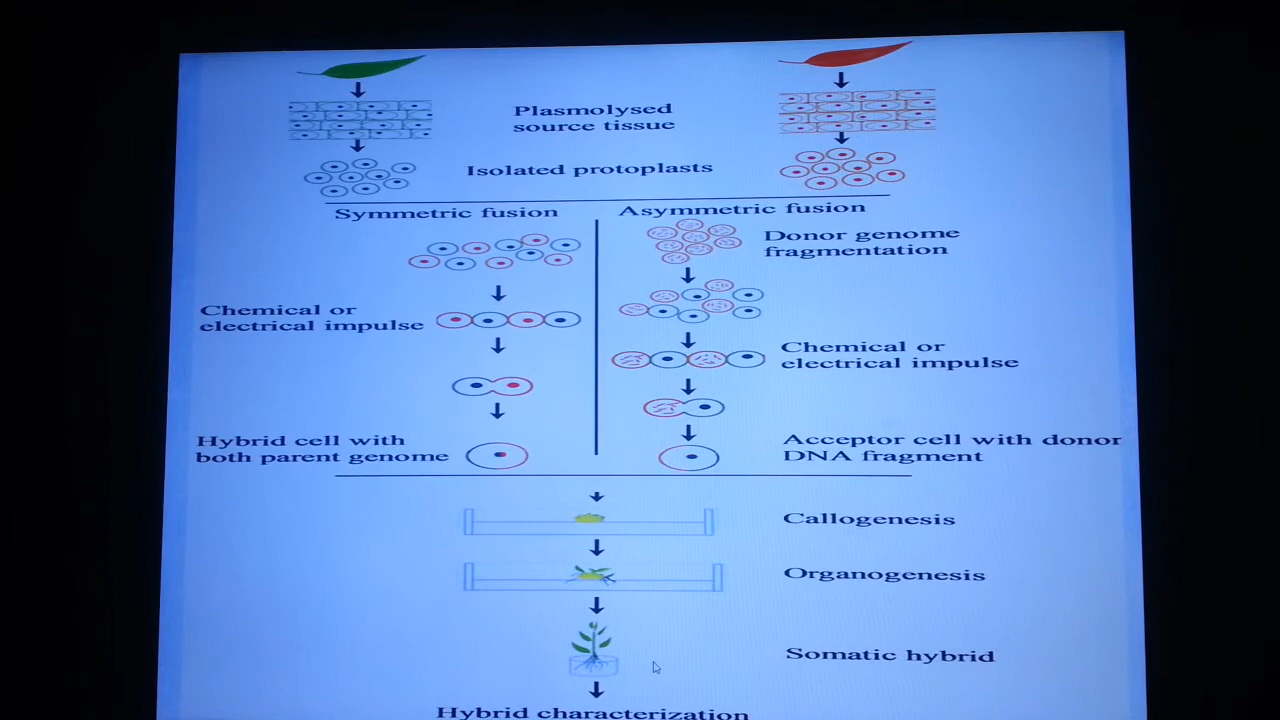 Plasmolysed
source tissue
Isolated protoplasts
Symmetric fusion
Asymmetric fusion
Donor genome
fragmentation
Chemical or
electrical impulse
Chemical or
electrical impulse
Hybrid cell with
both parent genome
Acceptor cell with donor
DNA fragment
Callogenesis
Organogenesis
Somatic hybrid
Hybrid characterization